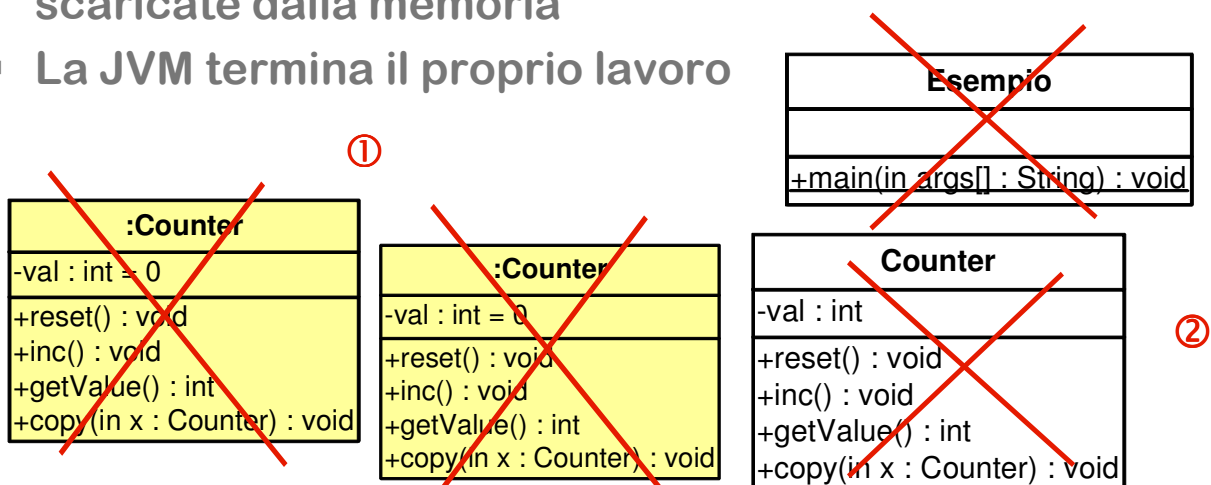 scaricate dalla memoria
La JVM termina il proprio lavoro
①
Esempio
+main(in args[] : String) : void
:Counter
-val : int = 0
+reset() : void
+inc() : void
+getValue() : int
+copy(in x : Counter) : void
:Counter
-val : int = 0
+reset() : void
+inc() : void
+getValue() : int
+copy(in x : Counter) : void
Counter
-val : int
+reset() : void
+inc() : void
+getValue() : int
+copy(in x : Counter) : void
②